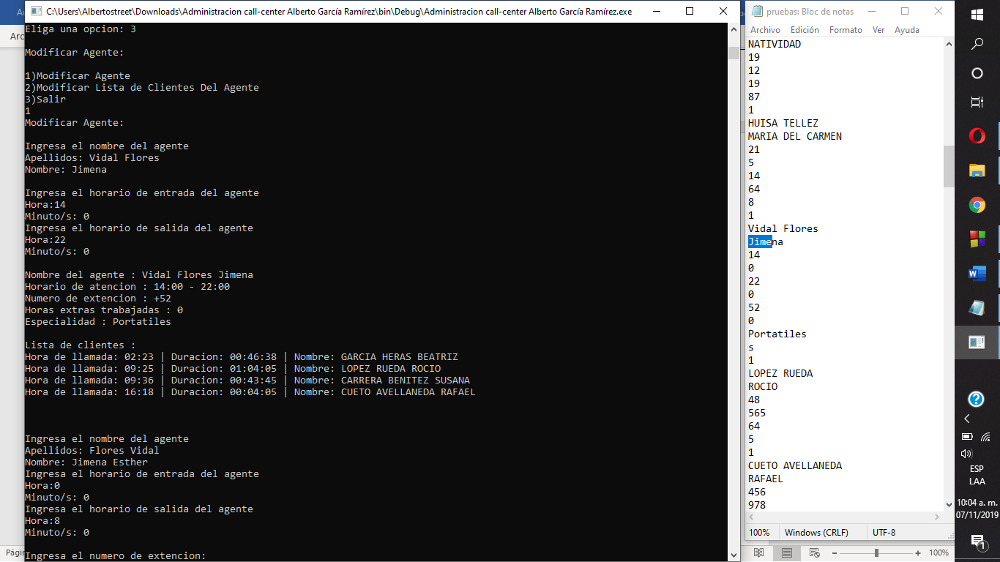 C:\Users\Albertostreet\Downloads\Administracion call-center Alberto García Ramírez\bin\Debug\Administracion call-center Alberto García Ramírez.exe
Eliga una opcion: 3
Modificar Agente:
1)Modificar Agente
2)Modificar Lista de Clientes Del Agente
3)Salir
1
Modificar Agente:
Ingresa el nombre del agente
Apellidos: Vidal Flores
Nombre: Jimena
Ingresa el horario de entrada del agente
Hora:14
Minuto/s: 0
Ingresa el horario de salida del agente
Hora:22
Minuto/s: 0
Nombre del agente : Vidal Flores Jimena
Horario de atencion : 14:00 - 22:00
Numero de extencion : +52
Horas extras trabajadas : 0
Especialidad : Portatiles
Lista de clientes :
Hora de llamada: 02:23 | Duracion: 00:46:38 | Nombre: GARCIA HERAS BEATRIZ
Hora de llamada: 09:25 | Duracion: 01:04:05 | Nombre: LOPEZ RUEDA ROCIO
Hora de llamada: 09:36 | Duracion: 00:43:45 | Nombre: CARRERA BENITEZ SUSANA
Hora de llamada: 16:18 | Duracion: 00:04:05 | Nombre: CUETO AVELLANEDA RAFAEL
Ingresa el nombre del agente
Apellidos: Flores Vidal
Nombre: Jimena Esther
Ingresa el horario de entrada del agente
Hora:0
Minuto/s: 0
Ingresa el horario de salida del agente
Hora:8
Minuto/s: 0
Ingresa el numero de extencion:
Arc
Págin
pruebas: Bloc de notas
Archivo Edición Formato Ver Ayuda
NATIVIDAD
19
12
19
87
1
HUISA TELLEZ
MARIA DEL CARMEN
21
5
14
64
8
1
Vidal Flores
Jimena
14
0
22
0
52
0
Portatiles
s
1
LOPEZ RUEDA
ROCIO
48
565
64
5
1
CUETO AVELLANEDA
RAFAEL
456
978
100% Windows (CRLF) UTF-8
100%
ESP
LAA
10:04 a. m.
07/11/2019
1